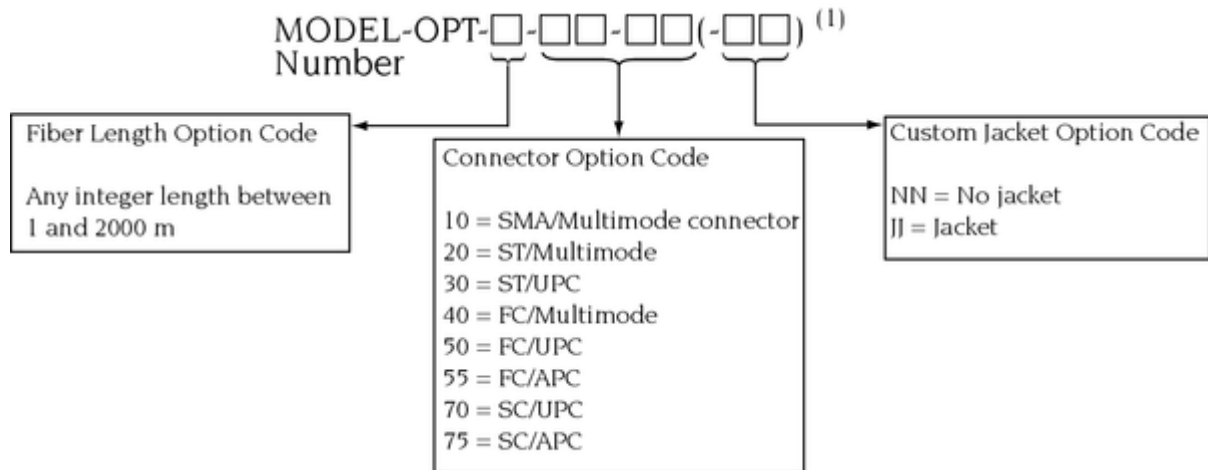 MODEL-OPT-□-□□-□□(-□□) (1)
Number
Fiber Length Option Code
Any integer length between
1 and 2000 m
Connector Option Code
10 = SMA/Multimode connector
20 = ST/Multimode
30 = ST/UPC
40 = FC/Multimode
50 = FC/UPC
55 = FC/APC
70 = SC/UPC
75 = SC/APC
Custom Jacket Option Code
NN = No jacket
JJ = Jacket